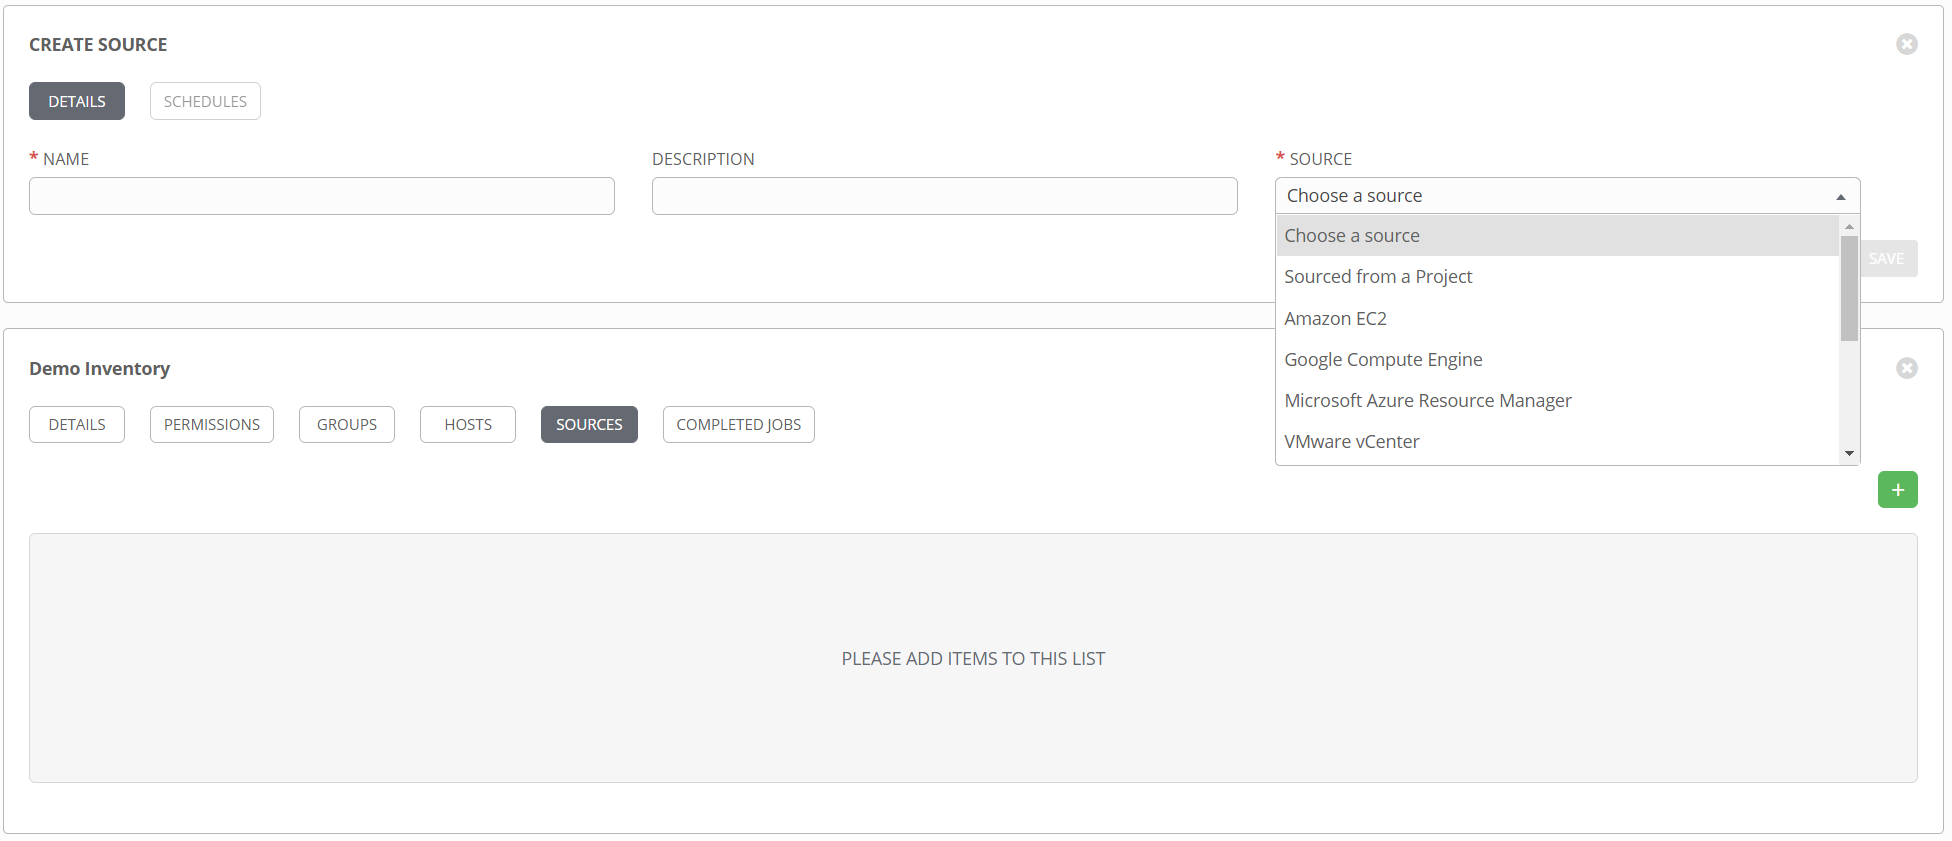 CREATE SOURCE
DETAILS
SCHEDULES
* NAME
DESCRIPTION
* SOURCE
Choose a source
Choose a source
Sourced from a Project
Amazon EC2
Google Compute Engine
Microsoft Azure Resource Manager
VMware vCenter
SAVE
Demo Inventory
DETAILS
PERMISSIONS
GROUPS
HOSTS
SOURCES
COMPLETED JOBS
+
PLEASE ADD ITEMS TO THIS LIST